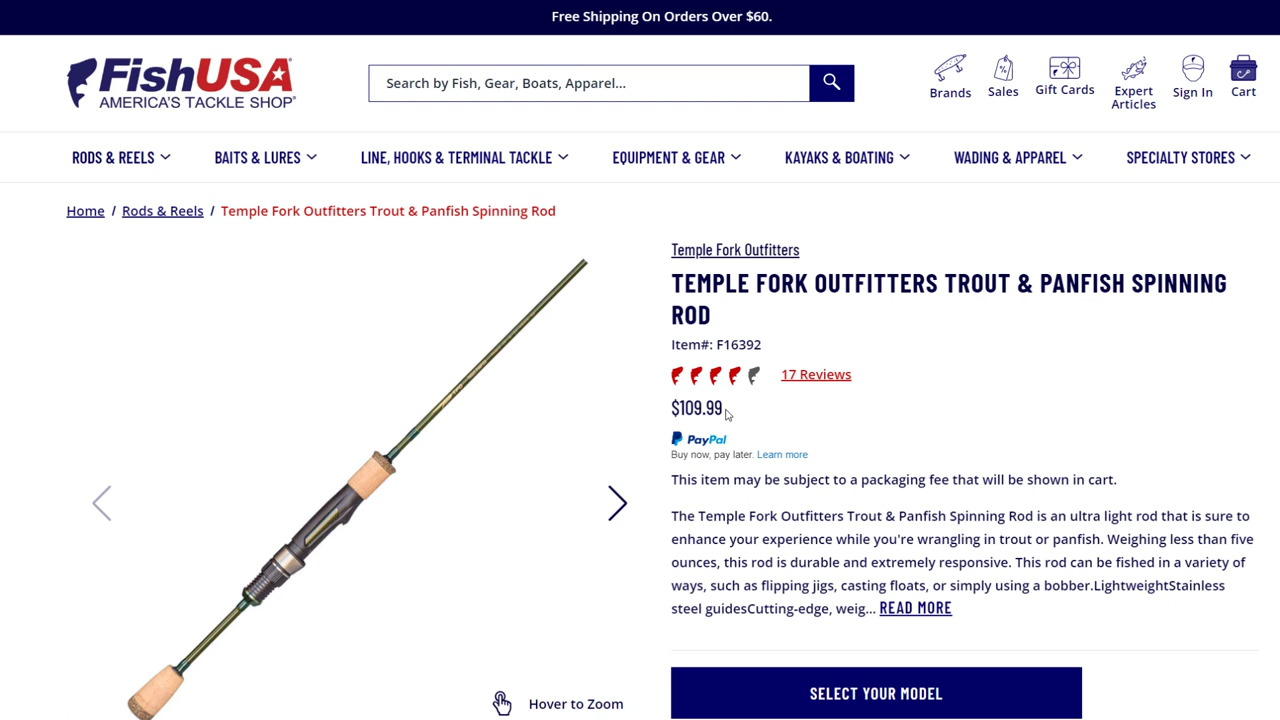 Free Shipping On Orders Over $60.
FishUSA
AMERICA'S TACKLE SHOP®
Search by Fish, Gear, Boats, Apparel...
Brands
Sales
Gift Cards
Expert
Articles
Sign In
Cart
RODS & REELS
BAITS & LURES
LINE, HOOKS & TERMINAL TACKLE
EQUIPMENT & GEAR
KAYAKS & BOATING
WADING & APPAREL
SPECIALTY STORES
Home / Rods & Reels / Temple Fork Outfitters Trout & Panfish Spinning Rod
Temple Fork Outfitters
TEMPLE FORK OUTFITTERS TROUT & PANFISH SPINNING
ROD
Item#: F16392
17 Reviews
$109.99
PayPal
Buy now, pay later. Learn more
This item may be subject to a packaging fee that will be shown in cart.
The Temple Fork Outfitters Trout & Panfish Spinning Rod is an ultra light rod that is sure to
enhance your experience while you're wrangling in trout or panfish. Weighing less than five
ounces, this rod is durable and extremely responsive. This rod can be fished in a variety of
ways, such as flipping jigs, casting floats, or simply using a bobber.LightweightStainless
steel guidesCutting-edge, weig... READ MORE
Hover to Zoom
SELECT YOUR MODEL